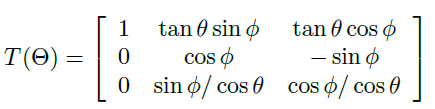 1 tan θ sin φ tan θ cos φ
T(Θ) = 0 cos φ − sin φ
0 sin φ/ cos θ cos φ/ cos θ